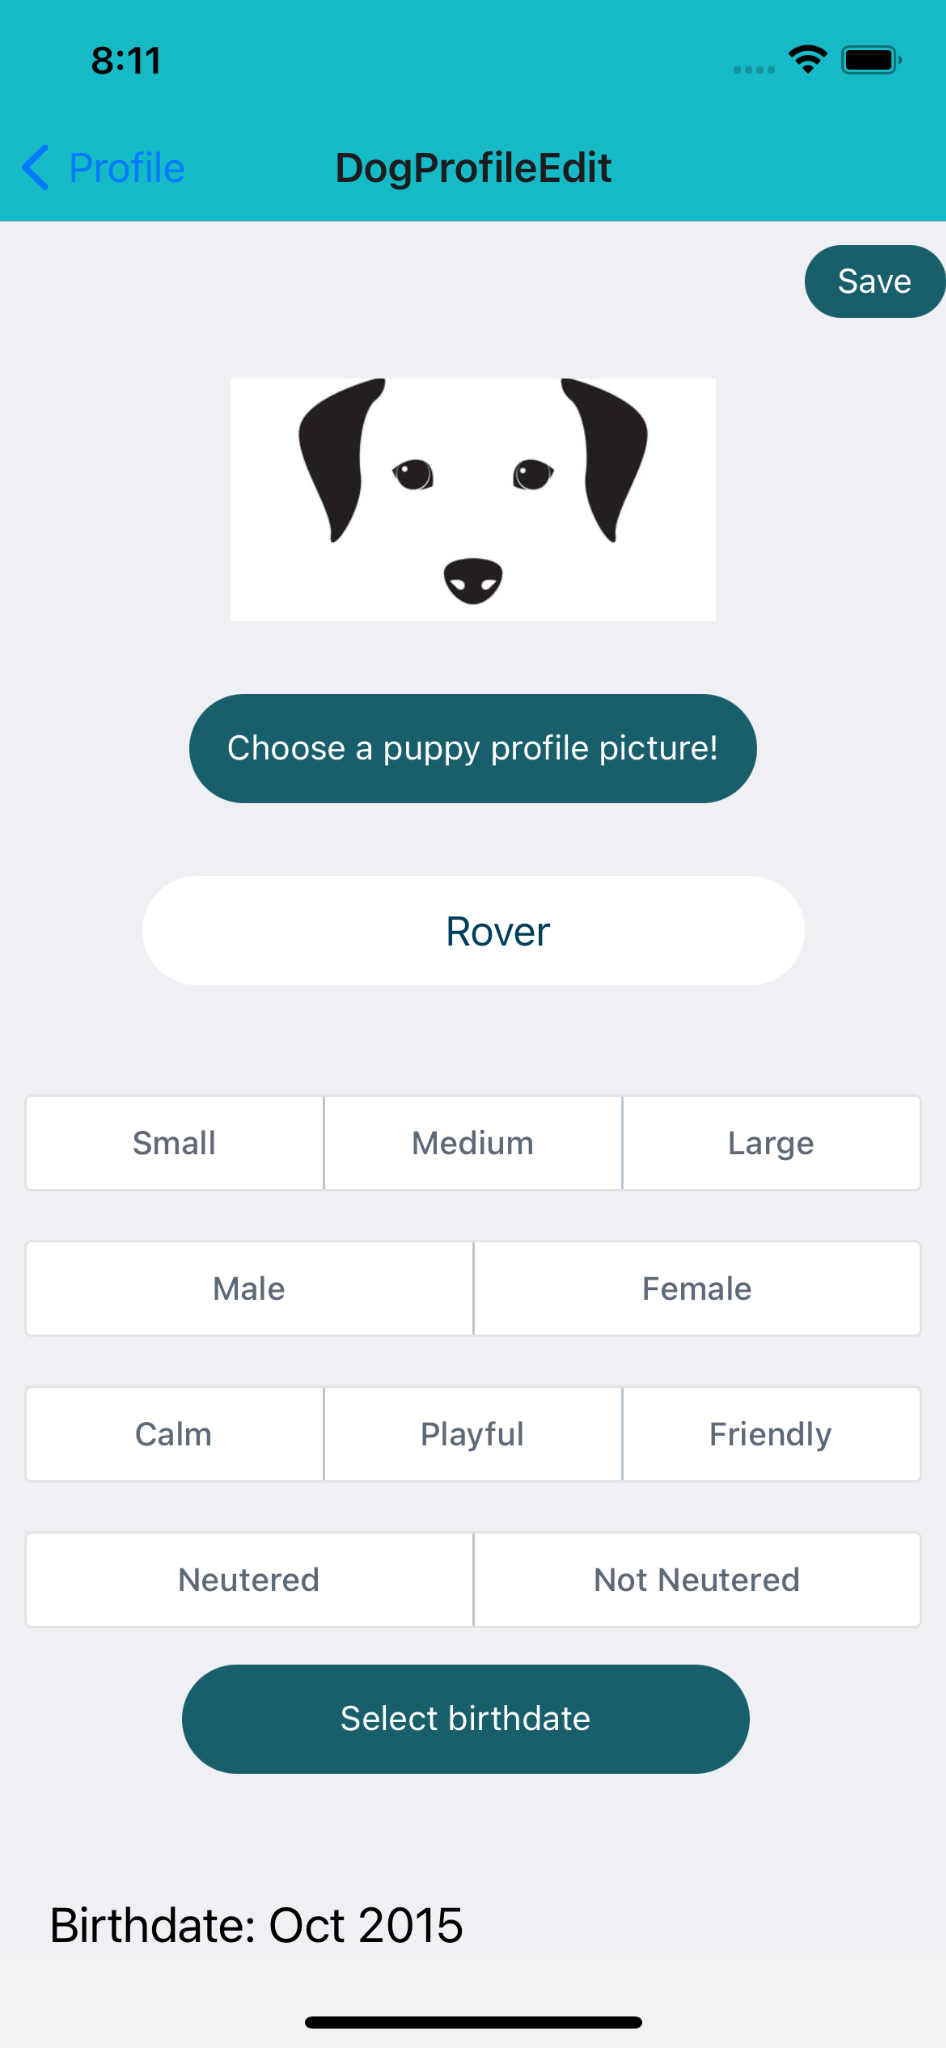 8:11
Profile
DogProfileEdit
Save
Choose a puppy profile picture!
Rover
Small Medium Large
Male Female
Calm Playful Friendly
Neutered Not Neutered
Select birthdate
Birthdate: Oct 2015